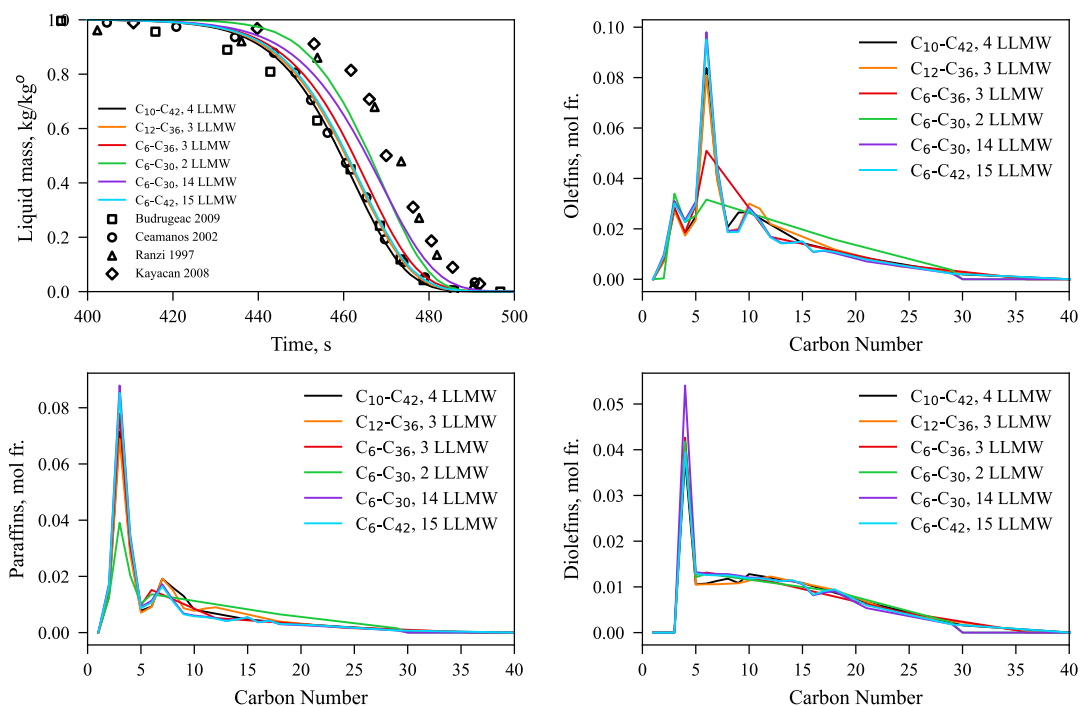 Liquid mass, kg/kg⁰
1.0
0.8
0.6
0.4
0.2
0.0
C₁₀-C₄₂, 4 LLMW
C₁₂-C₃₆, 3 LLMW
C₆-C₃₆, 3 LLMW
C₆-C₃₀, 2 LLMW
C₆-C₃₀, 14 LLMW
C₆-C₄₂, 15 LLMW
Budrugeac 2009
Ceamanos 2002
Ranzi 1997
Kayacan 2008
400 420 440 460 480 500
Time, s
Olefins, mol fr.
0.10
0.08
0.06
0.04
0.02
0.00
C₁₀-C₄₂, 4 LLMW
C₁₂-C₃₆, 3 LLMW
C₆-C₃₆, 3 LLMW
C₆-C₃₀, 2 LLMW
C₆-C₃₀, 14 LLMW
C₆-C₄₂, 15 LLMW
0 5 10 15 20 25 30 35 40
Carbon Number
Paraffins, mol fr.
0.08
0.06
0.04
0.02
0.00
C₁₀-C₄₂, 4 LLMW
C₁₂-C₃₆, 3 LLMW
C₆-C₃₆, 3 LLMW
C₆-C₃₀, 2 LLMW
C₆-C₃₀, 14 LLMW
C₆-C₄₂, 15 LLMW
0 5 10 15 20 25 30 35 40
Carbon Number
Diolefins, mol fr.
0.05
0.04
0.03
0.02
0.01
0.00
C₁₀-C₄₂, 4 LLMW
C₁₂-C₃₆, 3 LLMW
C₆-C₃₆, 3 LLMW
C₆-C₃₀, 2 LLMW
C₆-C₃₀, 14 LLMW
C₆-C₄₂, 15 LLMW
0 5 10 15 20 25 30 35 40
Carbon Number